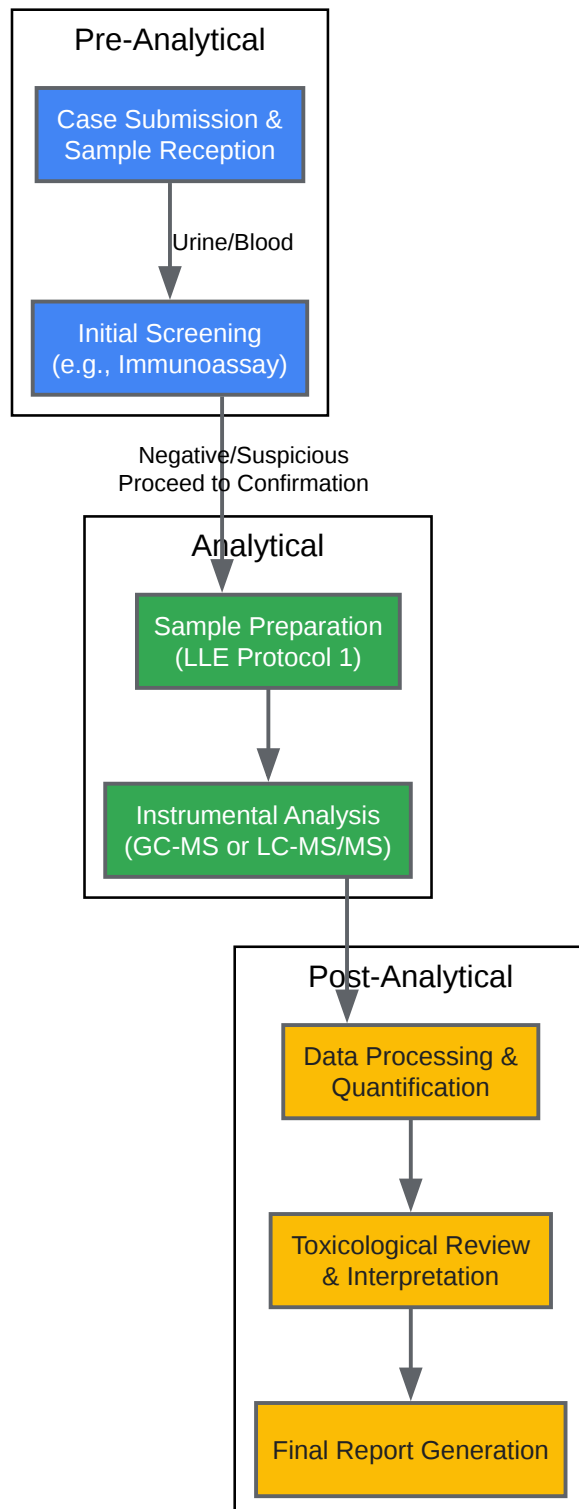 Pre-Analytical
Case Submission &
Sample Reception
Urine/Blood
Initial Screening
(e.g., Immunoassay)
Negative/Suspicious
Proceed to Confirmation
Analytical
Sample Preparation
(LLE Protocol 1)
Instrumental Analysis
(GC-MS or LC-MS/MS)
Post-Analytical
Data Processing &
Quantification
Toxicological Review
& Interpretation
Final Report Generation